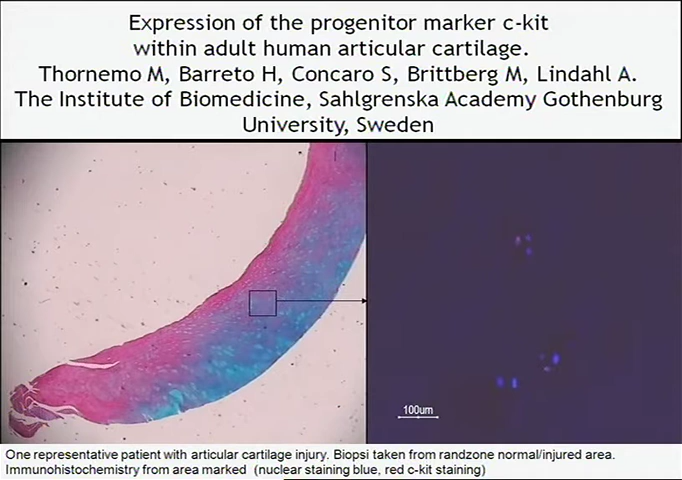 Expression of the progenitor marker c-kit
within adult human articular cartilage.
Thornemo M, Barreto H, Concaro S, Brittberg M, Lindahl A.
The Institute of Biomedicine, Sahlgrenska Academy Gothenburg
University, Sweden
100um
One representative patient with articular cartilage injury. Biopsi taken from randzone normal/injured area.
Immunohistochemistry from area marked (nuclear staining blue, red c-kit staining)